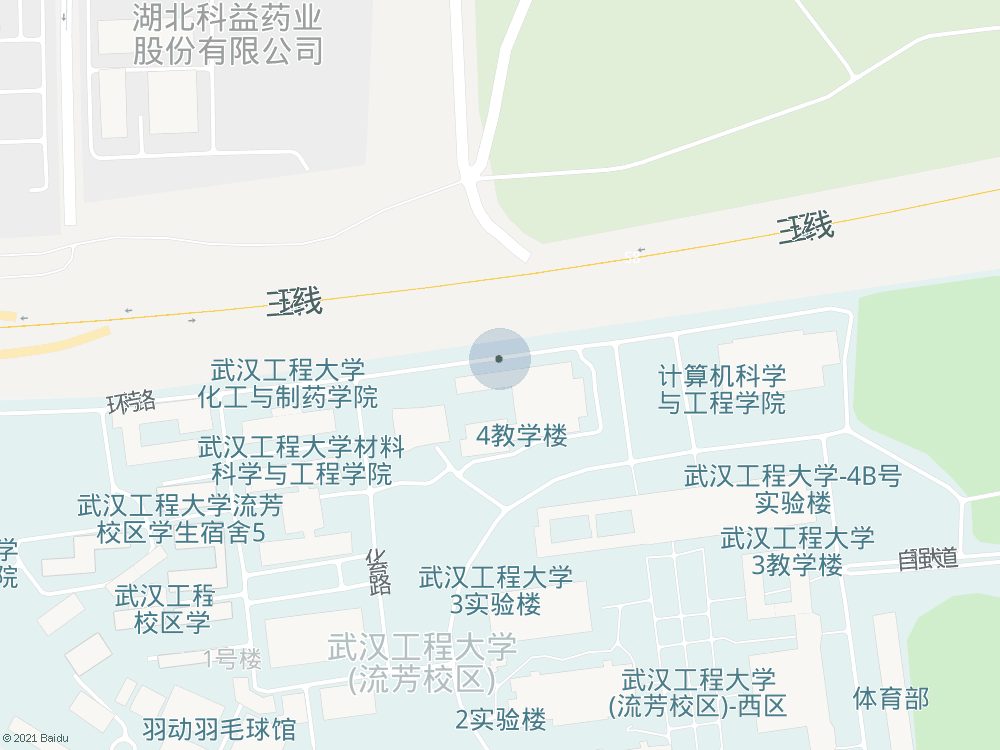 湖北科益药业
股份有限公司
三环线
三环线
S5
武汉工程大学
化工与制药学院
计算机科学
与工程学院
环秀路
4教学楼
武汉工程大学材料
科学与工程学院
武汉工程大学-4B号
实验楼
武汉工程大学流芳
校区学生宿舍5
武汉工程大学
3教学楼
学
院
自强大道
化育路
武汉工程大学
3实验楼
武汉工程
校区学
武汉工程大学
(流芳校区)
1号楼
武汉工程大学
(流芳校区)-西区
体育部
2实验楼
羽动羽毛球馆
© 2021 Baidu